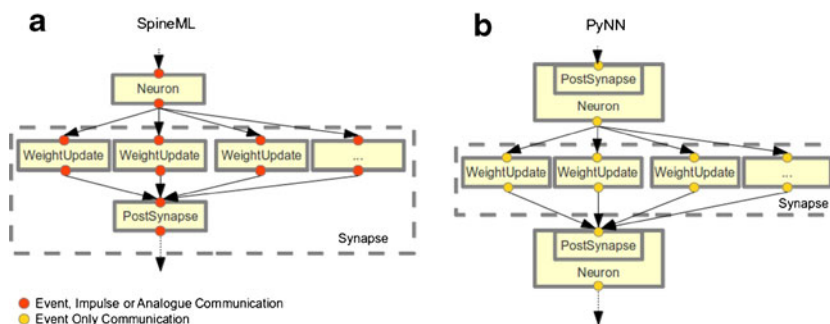 a
SpineML
Neuron
WeightUpdate WeightUpdate WeightUpdate ...
PostSynapse
Synapse
Event, Impulse or Analogue Communication
Event Only Communication
b
PyNN
PostSynapse
Neuron
WeightUpdate WeightUpdate WeightUpdate ...
Synapse
PostSynapse
Neuron